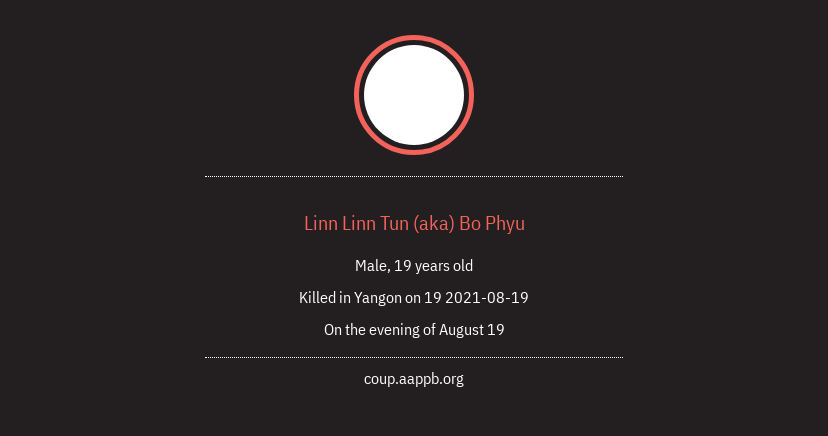 Linn Linn Tun (aka) Bo Phyu
Male, 19 years old
Killed in Yangon on 19 2021-08-19
On the evening of August 19
coup.aappb.org